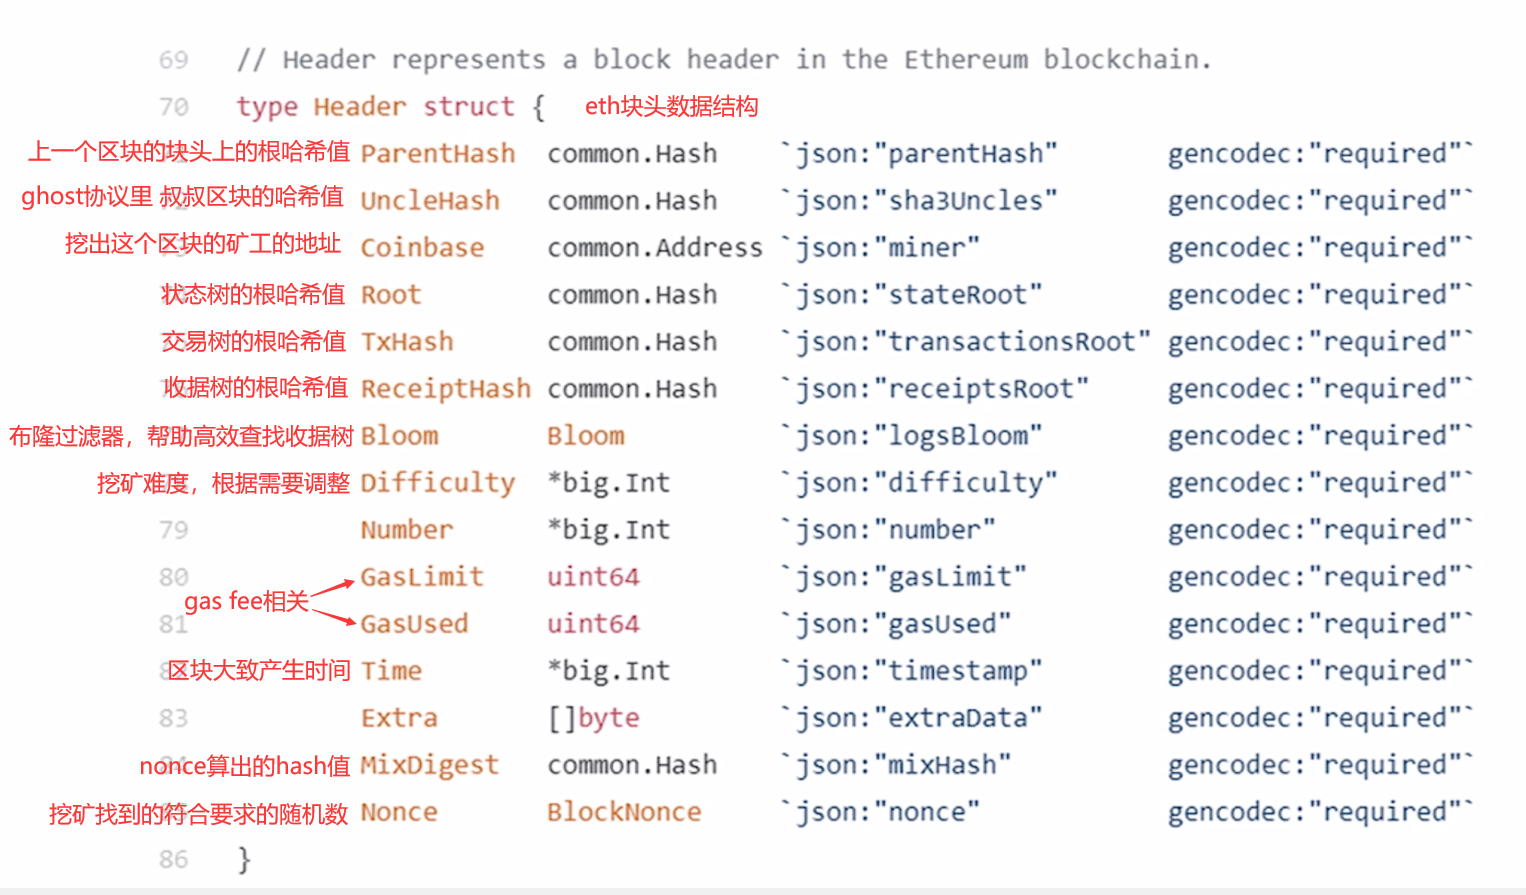 69 // Header represents a block header in the Ethereum blockchain.
70 type Header struct { eth块头数据结构
上一个区块的块头上的根哈希值 ParentHash common.Hash `json:"parentHash" gencodec:"required"`
ghost协议里 叔叔区块的哈希值 UncleHash common.Hash `json:"sha3Uncles" gencodec:"required"`
挖出这个区块的矿工的地址 Coinbase common.Address `json:"miner" gencodec:"required"`
状态树的根哈希值 Root common.Hash `json:"stateRoot" gencodec:"required"`
交易树的根哈希值 TxHash common.Hash `json:"transactionsRoot" gencodec:"required"`
收据树的根哈希值 ReceiptHash common.Hash `json:"receiptsRoot" gencodec:"required"`
布隆过滤器，帮助高效查找收据树 Bloom Bloom `json:"logsBloom" gencodec:"required"`
挖矿难度，根据需要调整 Difficulty *big.Int `json:"difficulty" gencodec:"required"`
79 Number *big.Int `json:"number" gencodec:"required"`
80 GasLimit uint64 `json:"gasLimit" gencodec:"required"`
gas fee相关
81 GasUsed uint64 `json:"gasUsed" gencodec:"required"`
区块大致产生时间 Time *big.Int `json:"timestamp" gencodec:"required"`
83 Extra []byte `json:"extraData" gencodec:"required"`
nonce算出的hash值 MixDigest common.Hash `json:"mixHash" gencodec:"required"`
挖矿找到的符合要求的随机数 Nonce BlockNonce `json:"nonce" gencodec:"required"`
86 }